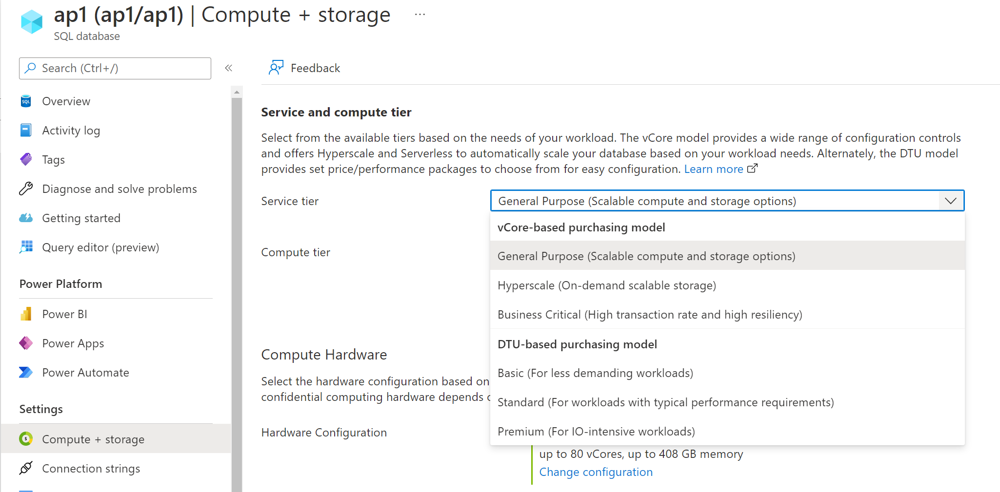 ap1 (ap1/ap1) | Compute + storage ...
SQL database
Search (Ctrl+/)
«
Feedback
SQL
Overview
Activity log
Tags
Diagnose and solve problems
Getting started
Query editor (preview)
Power Platform
Power BI
Power Apps
Power Automate
Settings
$
Compute + storage
Connection strings
Service and compute tier
Select from the available tiers based on the needs of your workload. The vCore model provides a wide range of configuration controls
and offers Hyperscale and Serverless to automatically scale your database based on your workload needs. Alternately, the DTU model
provides set price/performance packages to choose from for easy configuration. Learn more
Service tier
General Purpose (Scalable compute and storage options)
vCore-based purchasing model
General Purpose (Scalable compute and storage options)
Hyperscale (On-demand scalable storage)
Business Critical (High transaction rate and high resiliency)
DTU-based purchasing model
Basic (For less demanding workloads)
Standard (For workloads with typical performance requirements)
Premium (For IO-intensive workloads)
Compute tier
Compute Hardware
Select the hardware configuration based on
confidential computing hardware depends
Hardware Configuration
up to 80 vCores, up to 408 GB memory
Change configuration